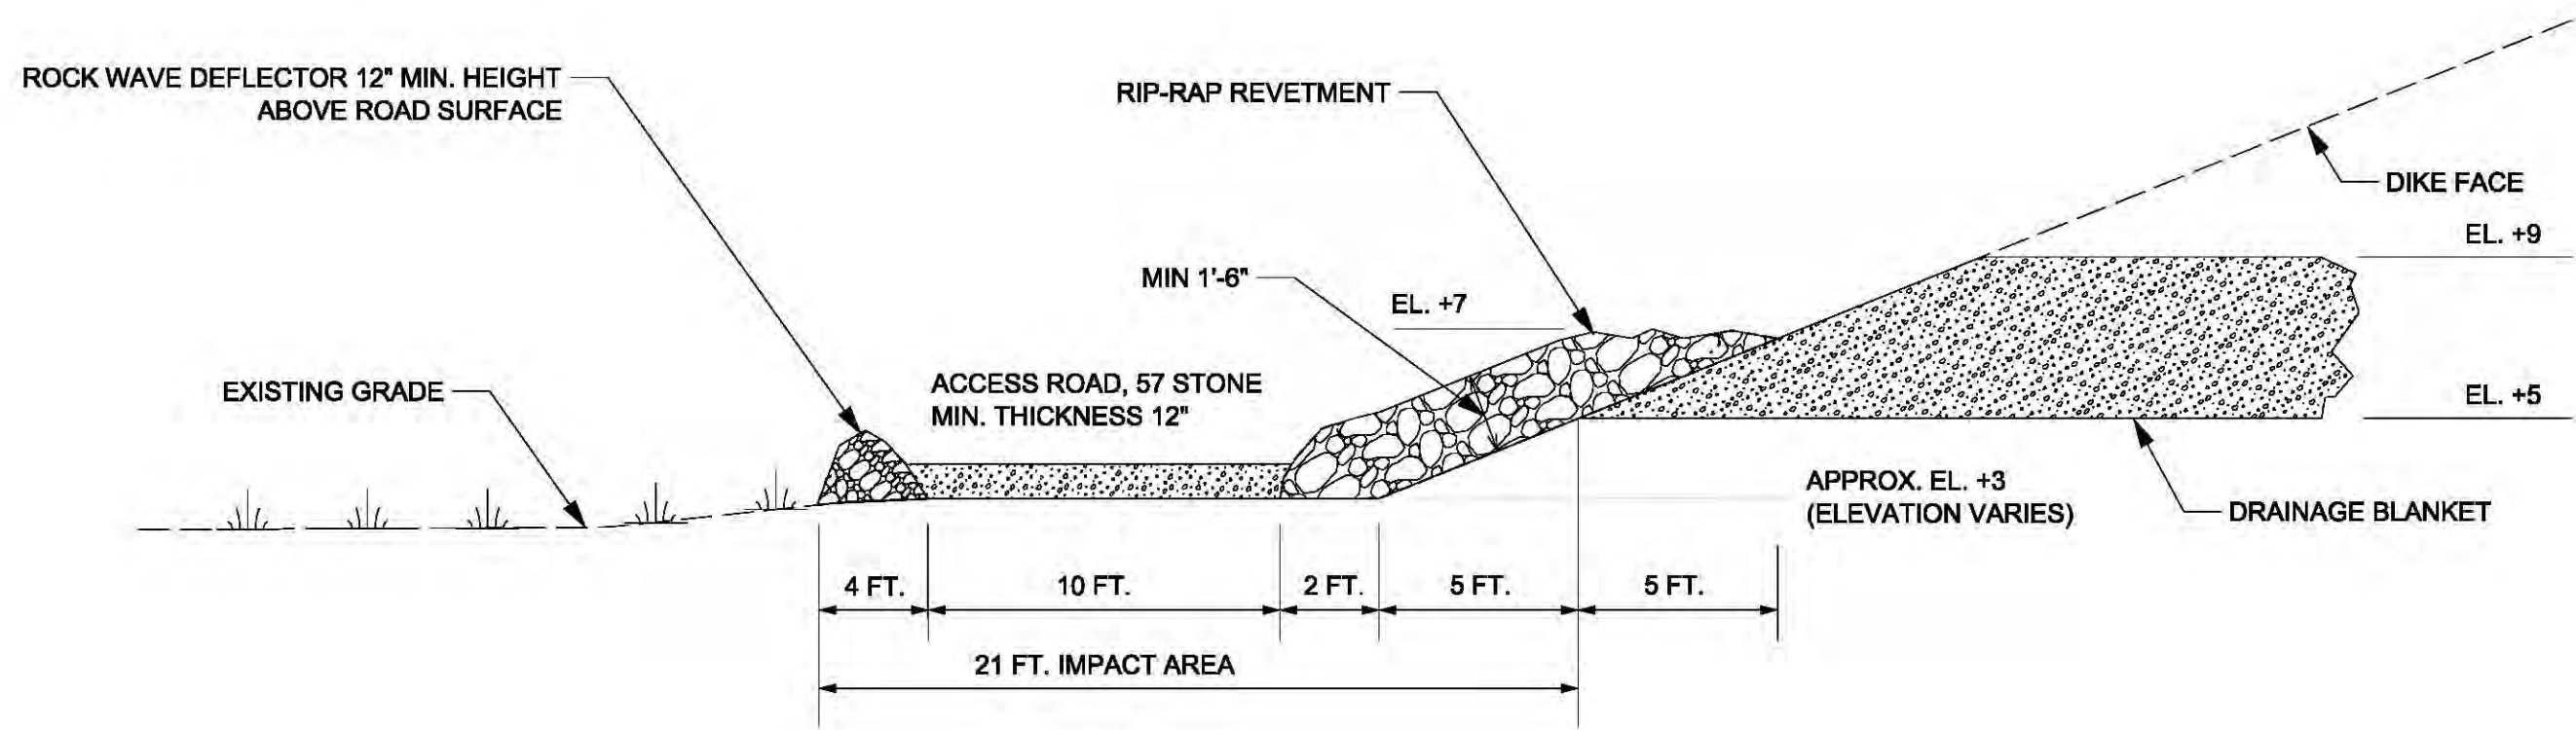 ROCK WAVE DEFLECTOR 12" MIN. HEIGHT
ABOVE ROAD SURFACE
RIP-RAP REVETMENT
DIKE FACE
EL. +9
MIN 1'-6"
EL. +7
EXISTING GRADE
ACCESS ROAD, 57 STONE
MIN. THICKNESS 12"
EL. +5
APPROX. EL. +3
(ELEVATION VARIES)
DRAINAGE BLANKET
4 FT.
10 FT.
2 FT.
5 FT.
5 FT.
21 FT. IMPACT AREA